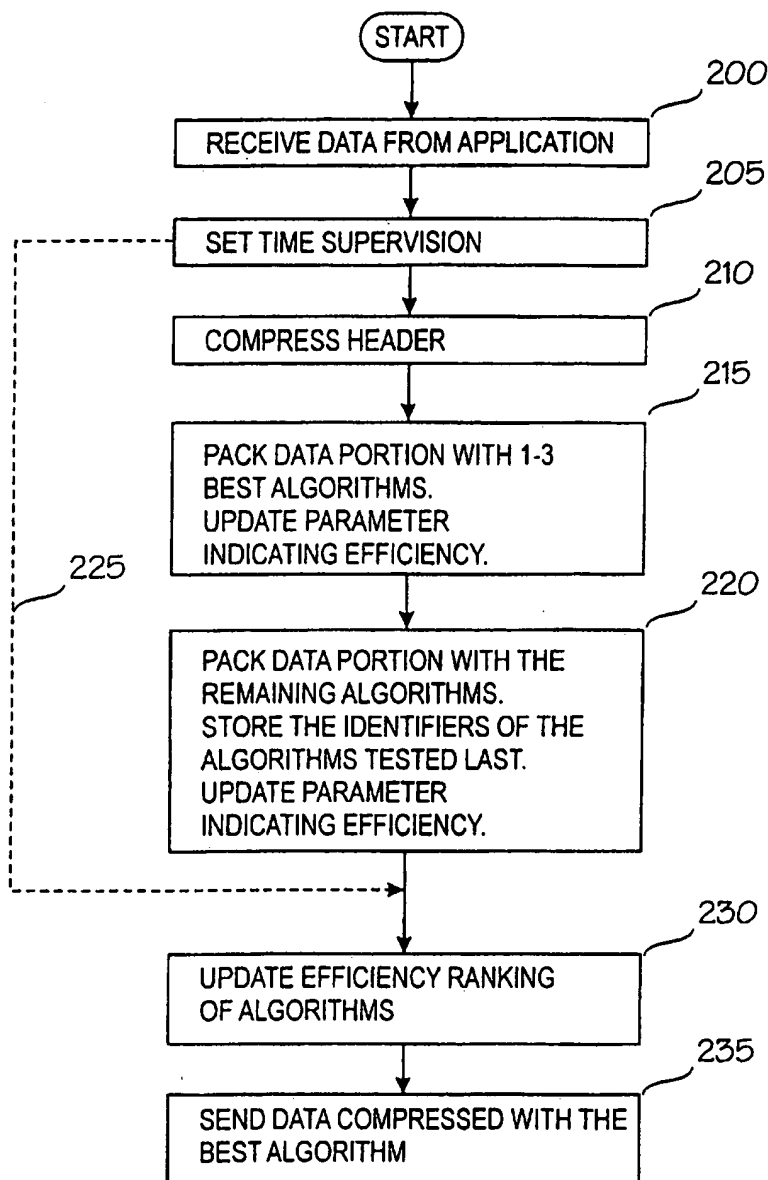 START
200
RECEIVE DATA FROM APPLICATION
205
SET TIME SUPERVISION
210
COMPRESS HEADER
215
PACK DATA PORTION WITH 1-3
BEST ALGORITHMS.
UPDATE PARAMETER
INDICATING EFFICIENCY.
225
220
PACK DATA PORTION WITH THE
REMAINING ALGORITHMS.
STORE THE IDENTIFIERS OF THE
ALGORITHMS TESTED LAST.
UPDATE PARAMETER
INDICATING EFFICIENCY.
230
UPDATE EFFICIENCY RANKING
OF ALGORITHMS
235
SEND DATA COMPRESSED WITH THE
BEST ALGORITHM